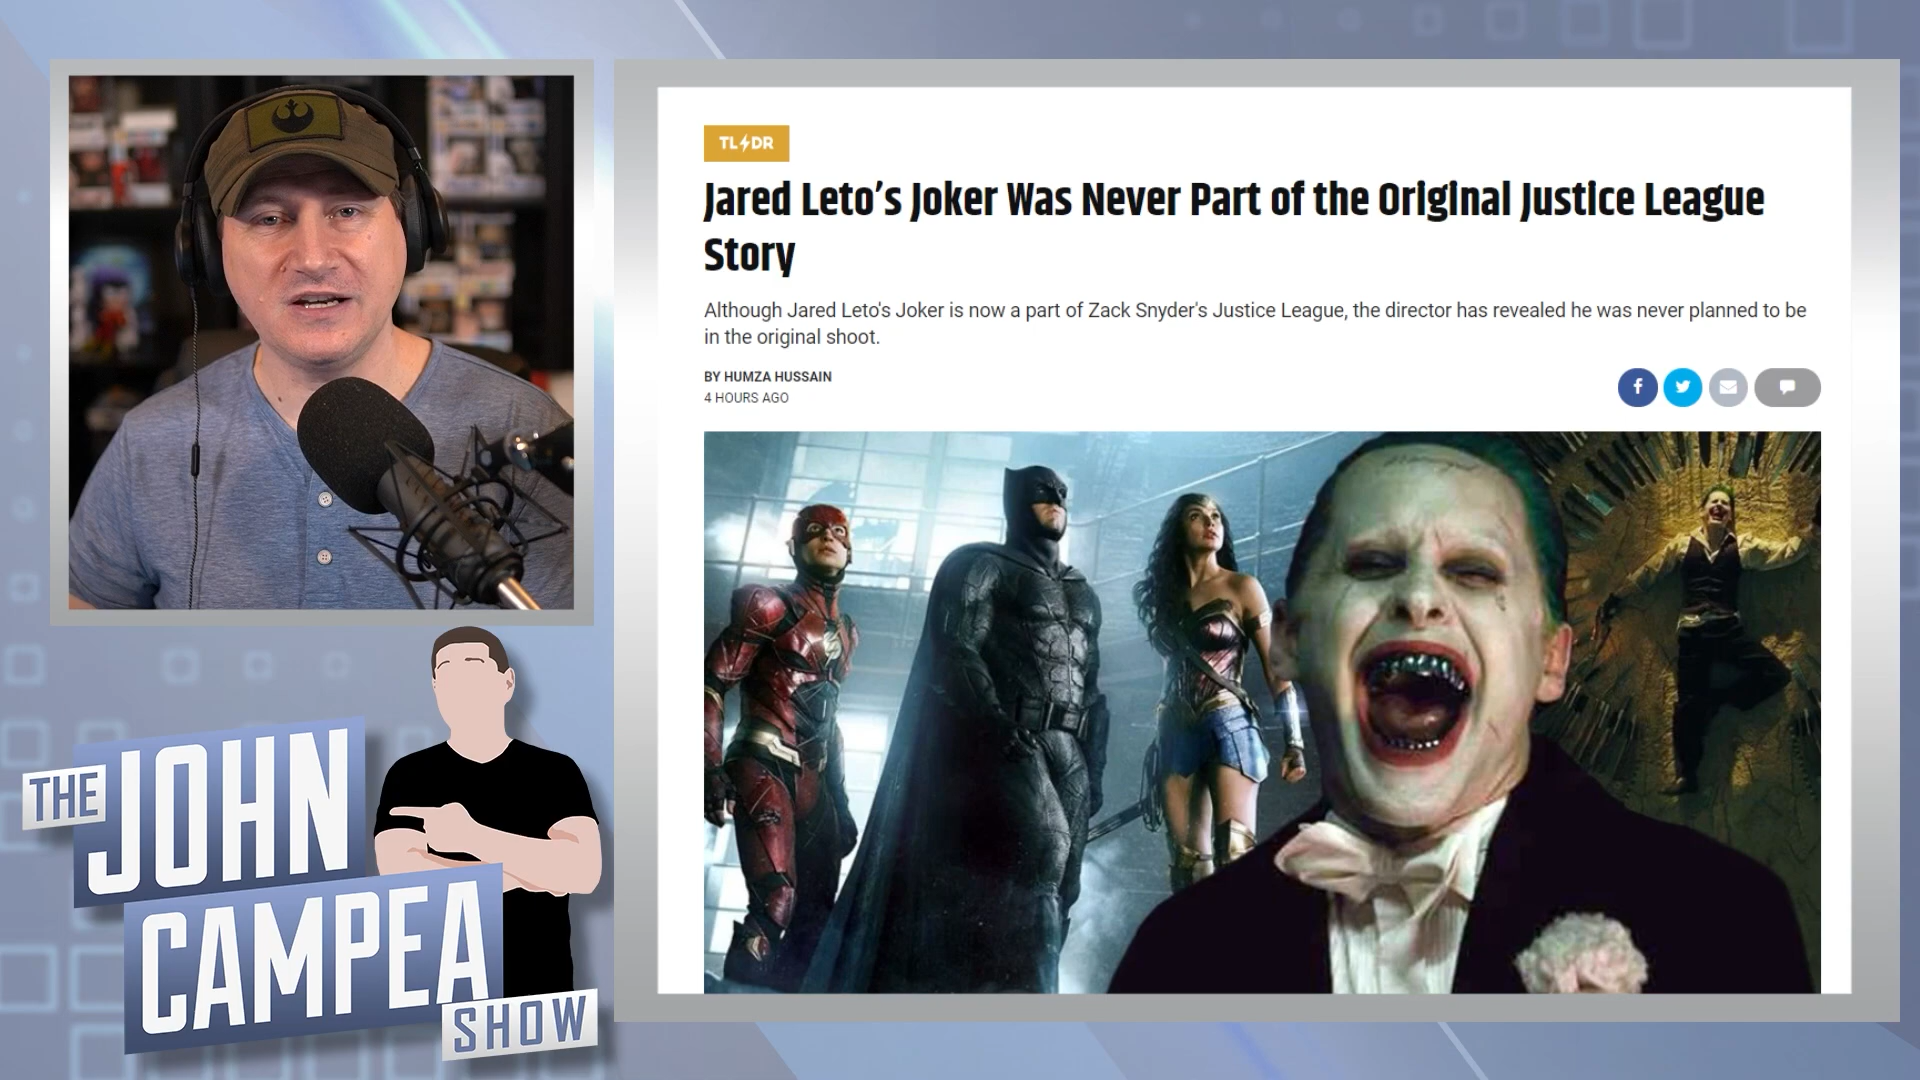 TL DR
Jared Leto's Joker Was Never Part of the Original Justice League
Story
Although Jared Leto's Joker is now a part of Zack Snyder's Justice League, the director has revealed he was never planned to be
in the original shoot.
BY HUMZA HUSSAIN
4 HOURS AGO
THE
JOHN
CAMPEA
SHOW